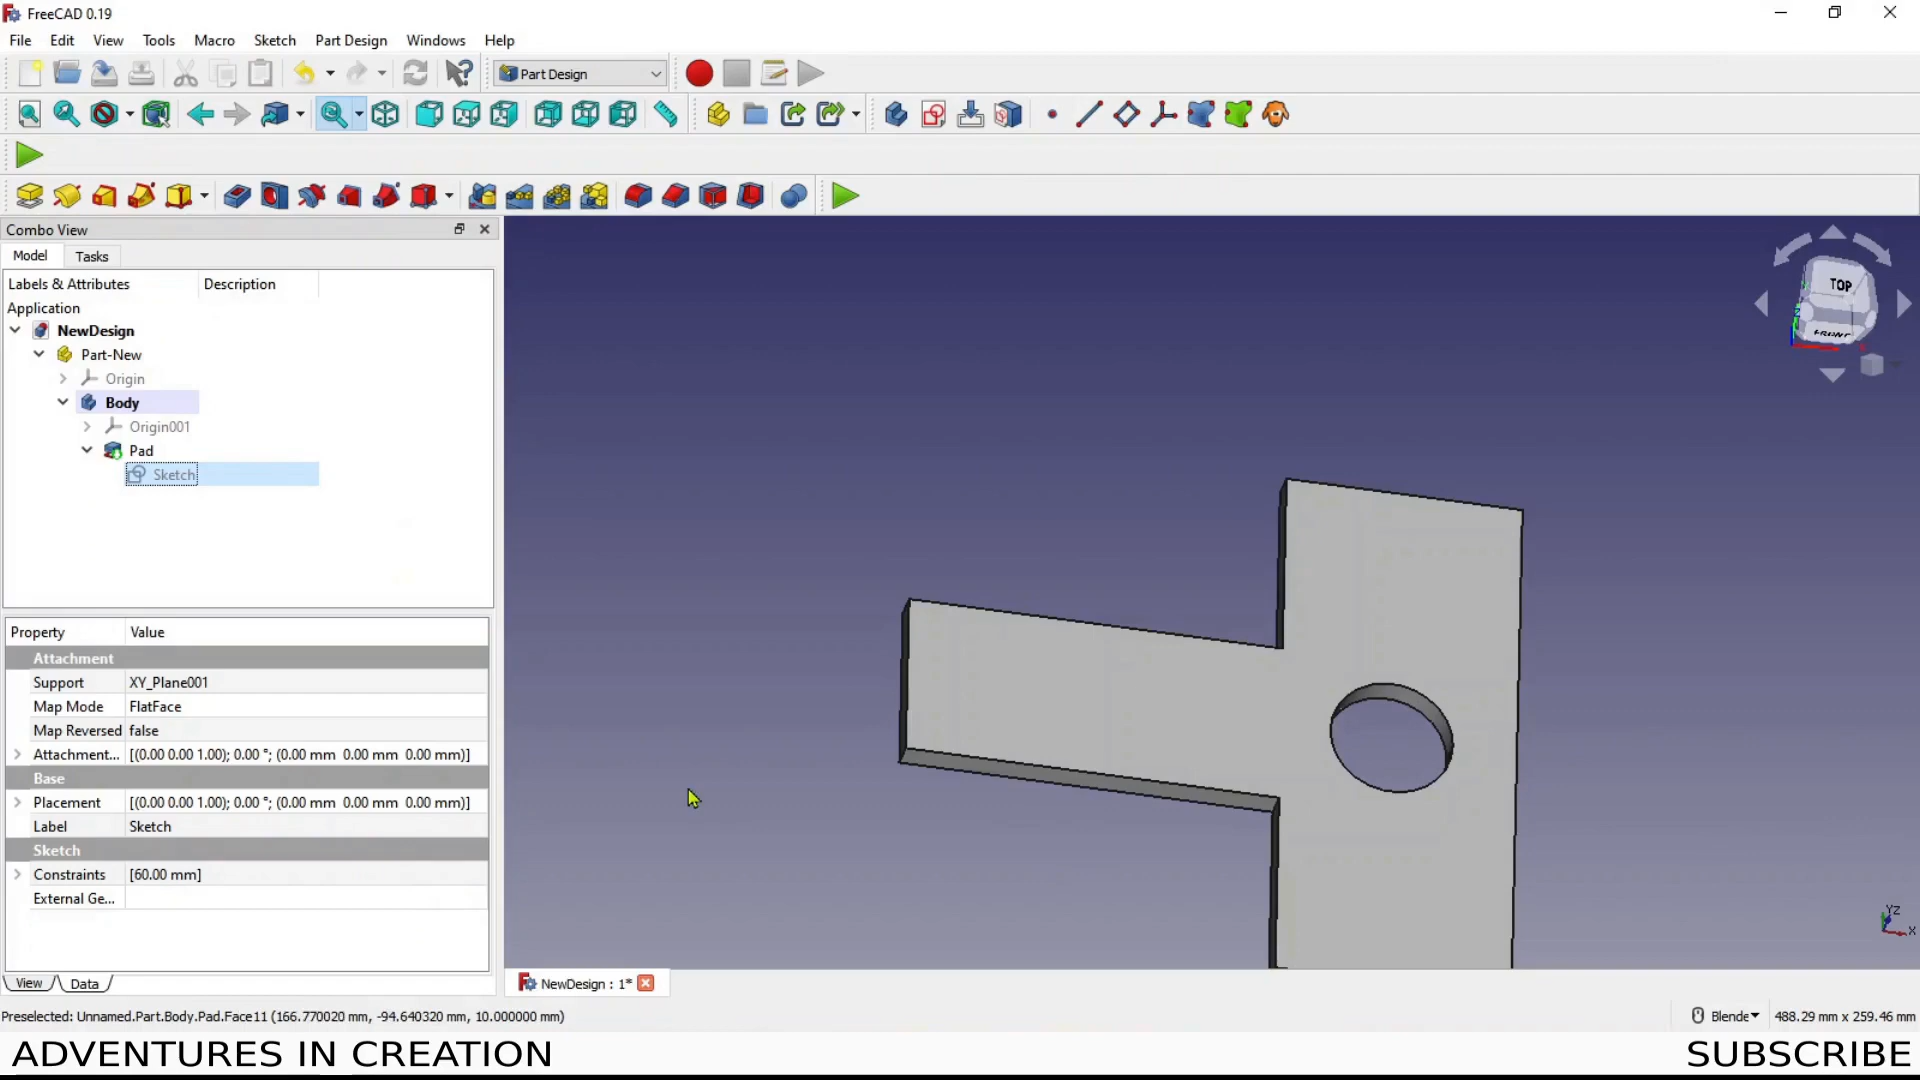 FreeCAD 0.19
File Edit View Tools Macro Sketch Part Design Windows Help
Part Design
Combo View
Model Tasks
Labels & Attributes Description
Application
NewDesign
Part-New
Origin
Body
Origin001
Pad
Sketch
Property Value
Attachment
Support XY_Plane001
Map Mode FlatFace
Map Reversed false
Attachment... [(0.00 0.00 1.00); 0.00 °; (0.00 mm 0.00 mm 0.00 mm)]
Base
Placement [(0.00 0.00 1.00); 0.00 °; (0.00 mm 0.00 mm 0.00 mm)]
Label Sketch
Sketch
Constraints [60.00 mm]
External Ge...
View Data
TOP
FRONT
Z
YZ
X
NewDesign : 1*
Preselected: Unnamed.Part.Body.Pad.Face11 (166.770020 mm, -94.640320 mm, 10.000000 mm)
Blende 488.29 mm x 259.46 mm
ADVENTURES IN CREATION SUBSCRIBE